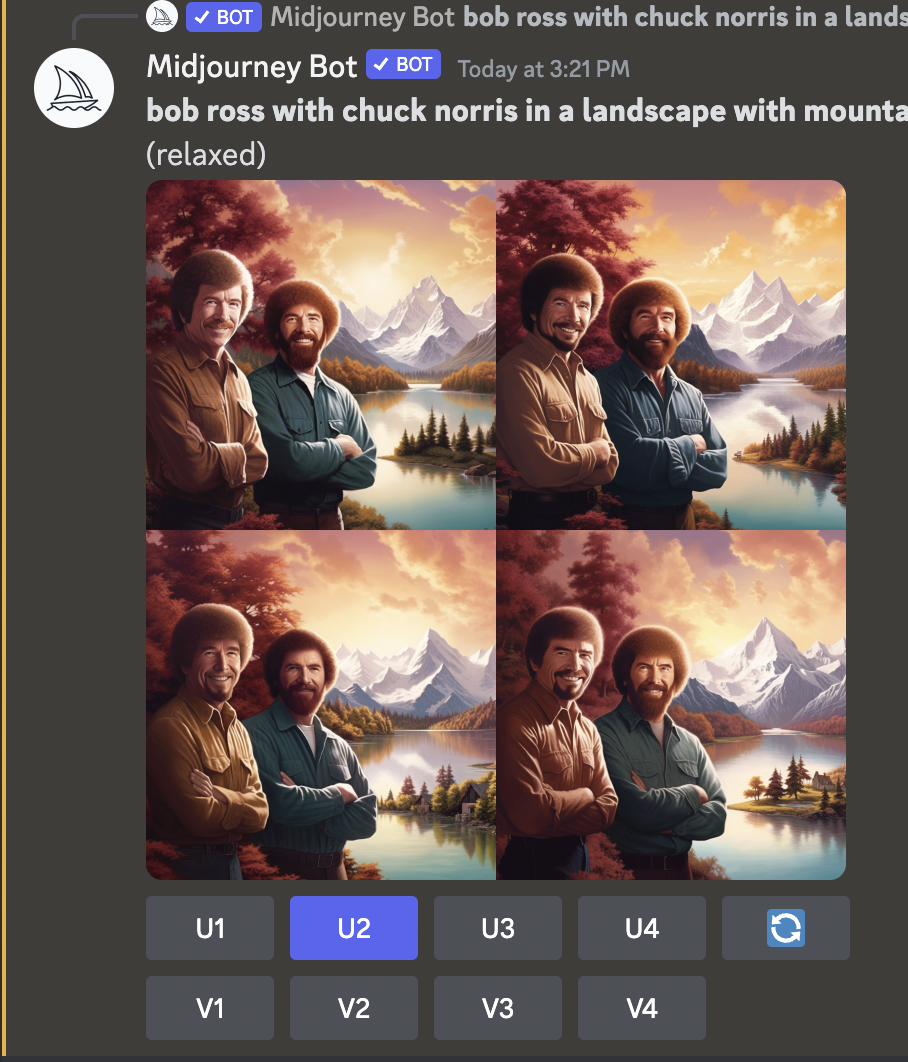 BOT Midjourney Bot bob ross with chuck norris in a lands
Midjourney Bot BOT Today at 3:21 PM
bob ross with chuck norris in a landscape with mounta
(relaxed)
U1 U2 U3 U4
V1 V2 V3 V4